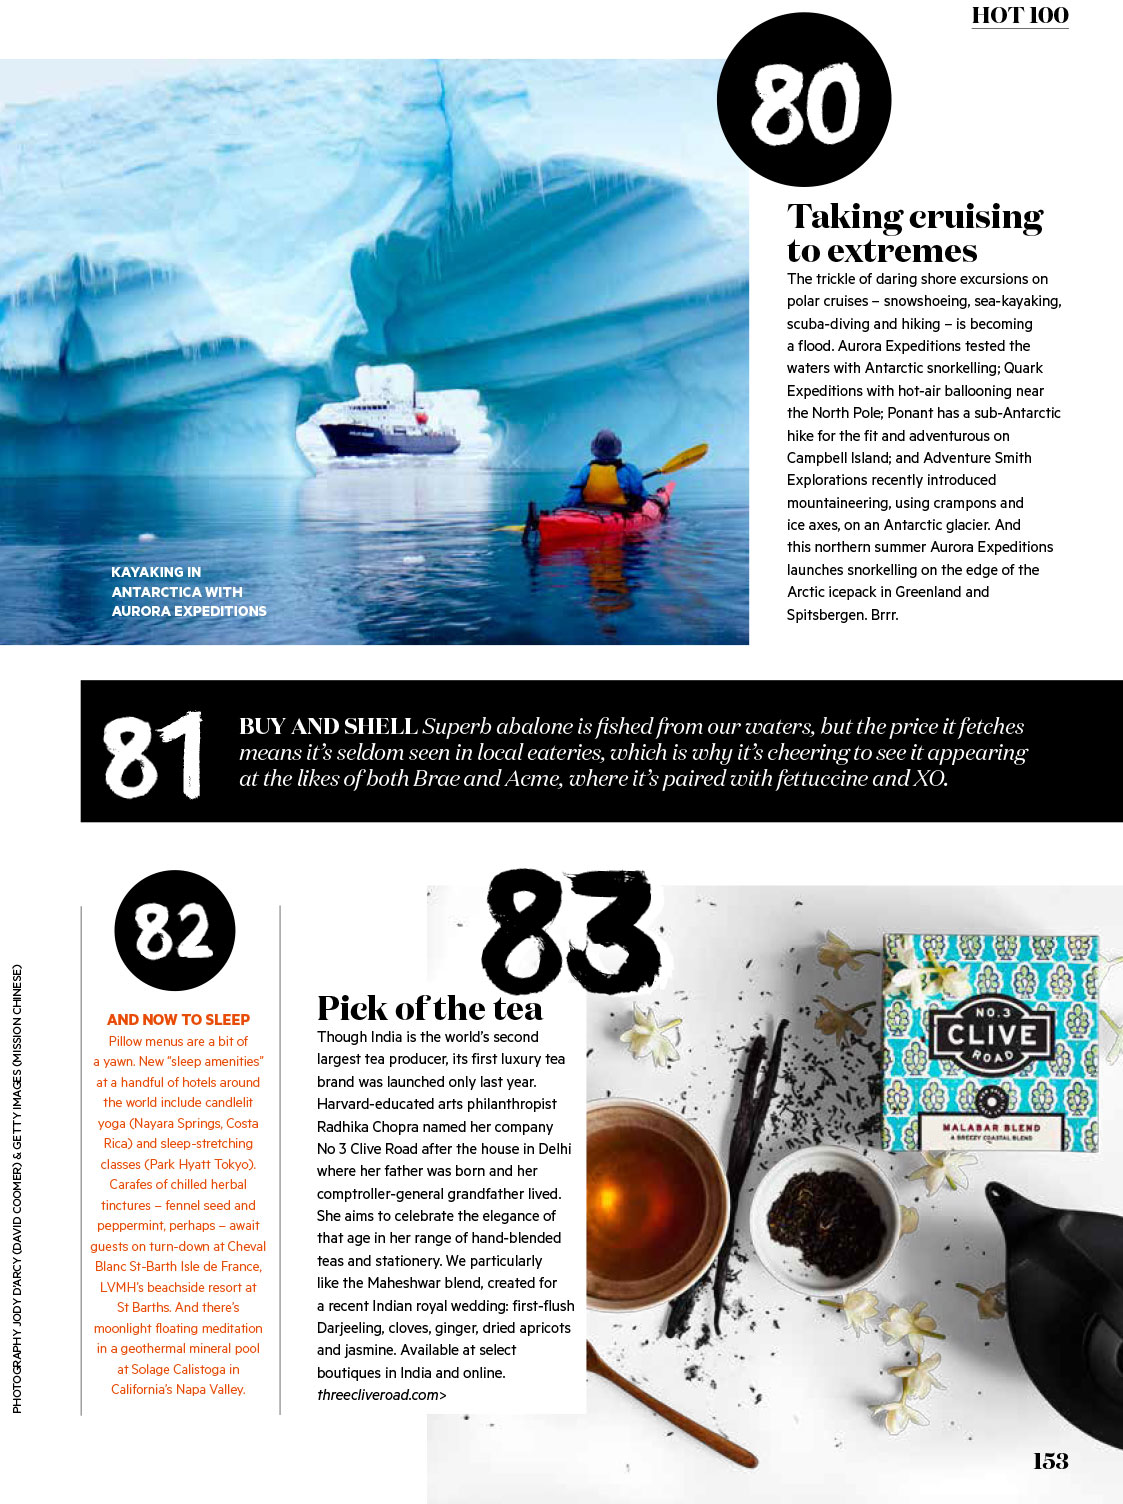 HOT 100
80
Taking cruising
to extremes
The trickle of daring shore excursions on
polar cruises – snowshoeing, sea-kayaking,
scuba-diving and hiking – is becoming
a flood. Aurora Expeditions tested the
waters with Antarctic snorkelling; Quark
Expeditions with hot-air ballooning near
the North Pole; Ponant has a sub-Antarctic
hike for the fit and adventurous on
Campbell Island; and Adventure Smith
Explorations recently introduced
mountaineering, using crampons and
ice axes, on an Antarctic glacier. And
this northern summer Aurora Expeditions
launches snorkelling on the edge of the
Arctic icepack in Greenland and
Spitsbergen. Brrr.
KAYAKING IN
ANTARCTICA WITH
AURORA EXPEDITIONS
81
BUY AND SHELL Superb abalone is fished from our waters, but the price it fetches
means it's seldom seen in local eateries, which is why it's cheering to see it appearing
at the likes of both Brae and Acme, where it's paired with fettuccine and XO.
82
AND NOW TO SLEEP
Pillow menus are a bit of
a yawn. New "sleep amenities"
at a handful of hotels around
the world include candlelit
yoga (Nayara Springs, Costa
Rica) and sleep-stretching
classes (Park Hyatt Tokyo).
Carafes of chilled herbal
tinctures – fennel seed and
peppermint, perhaps – await
guests on turn-down at Cheval
Blanc St-Barth Isle de France,
LVMH's beachside resort at
St Barths. And there's
moonlight floating meditation
in a geothermal mineral pool
at Solage Calistoga in
California's Napa Valley.
83
Pick of the tea
Though India is the world's second
largest tea producer, its first luxury tea
brand was launched only last year.
Harvard-educated arts philanthropist
Radhika Chopra named her company
No 3 Clive Road after the house in Delhi
where her father was born and her
comptroller-general grandfather lived.
She aims to celebrate the elegance of
that age in her range of hand-blended
teas and stationery. We particularly
like the Maheshwar blend, created for
a recent Indian royal wedding: first-flush
Darjeeling, cloves, ginger, dried apricots
and jasmine. Available at select
boutiques in India and online.
threecliveroad.com>
NO.3
CLIVE
ROAD
MALABAR BLEND
A BREEZY COASTAL BLEND
PHOTOGRAPHY JODY D'ARCY (DAVID COOMER) & GETTY IMAGES (MISSION CHINESE)
153